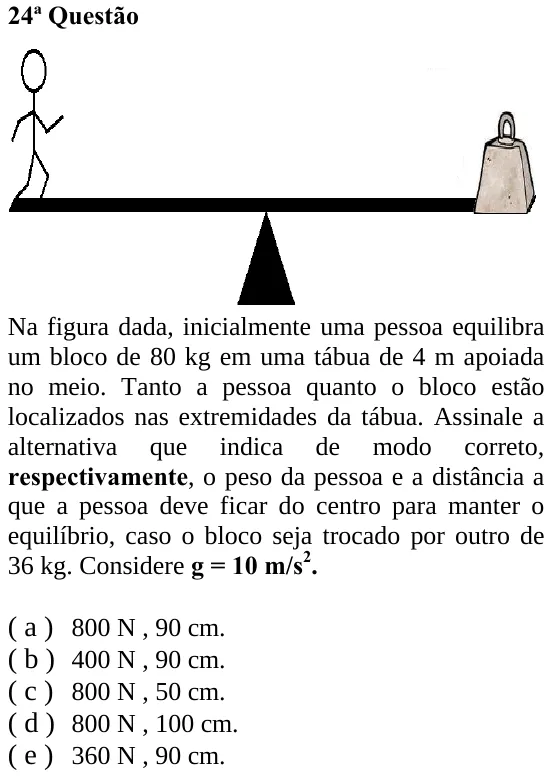 24ª Questão
Na figura dada, inicialmente uma pessoa equilibra
um bloco de 80 kg em uma tábua de 4 m apoiada
no meio. Tanto a pessoa quanto o bloco estão
localizados nas extremidades da tábua. Assinale a
alternativa que indica de modo correto,
respectivamente, o peso da pessoa e a distância a
que a pessoa deve ficar do centro para manter o
equilíbrio, caso o bloco seja trocado por outro de
36 kg. Considere g = 10 m/s².
( a ) 800 N , 90 cm.
( b ) 400 N , 90 cm.
( c ) 800 N , 50 cm.
( d ) 800 N , 100 cm.
( e ) 360 N , 90 cm.